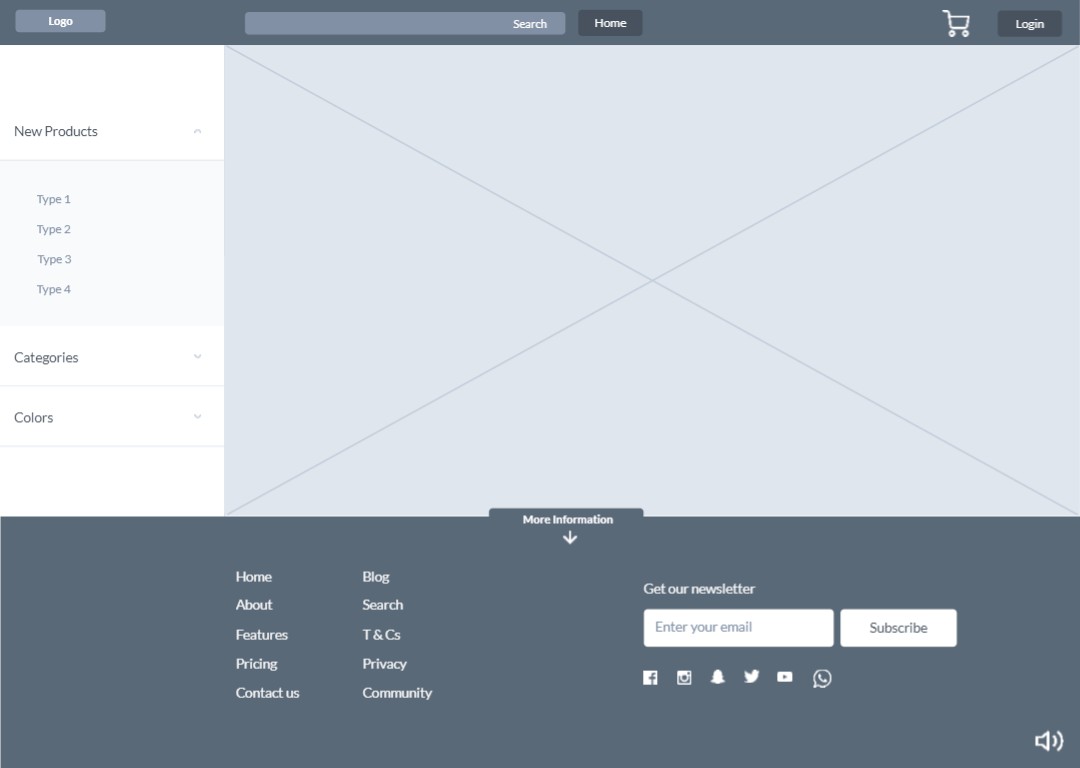 Logo
Search
Home
Login
New Products
Type 1
Type 2
Type 3
Type 4
Categories
Colors
More Information
Home
About
Features
Pricing
Contact us
Blog
Search
T & Cs
Privacy
Community
Get our newsletter
Enter your email
Subscribe